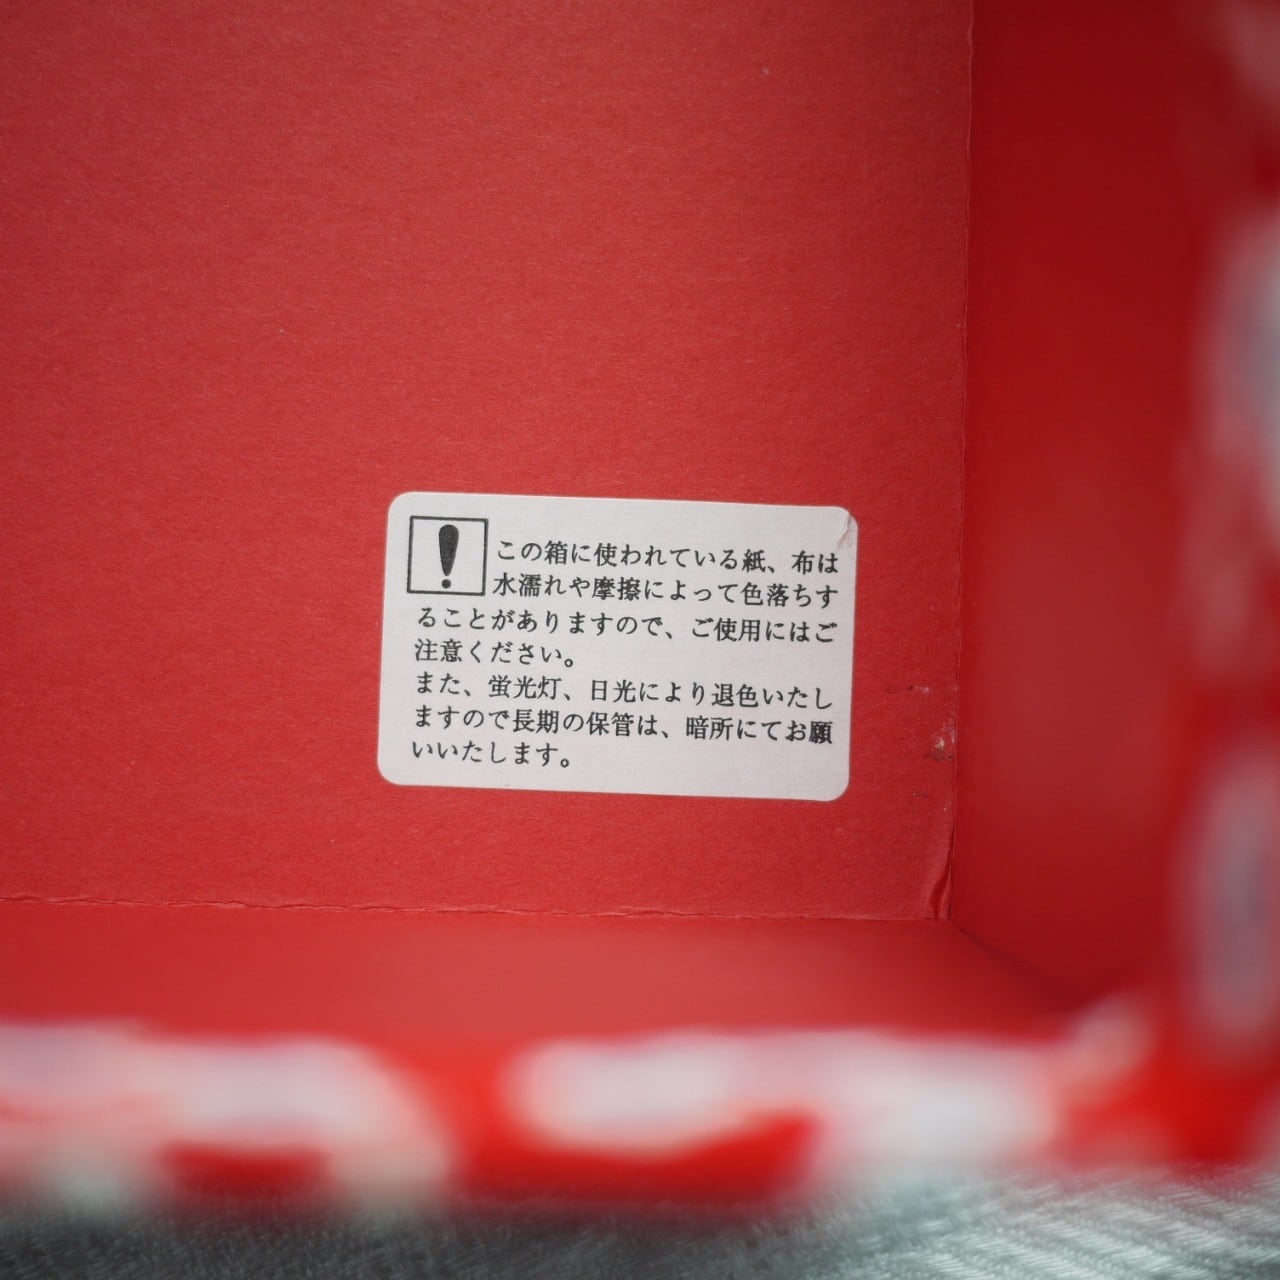 この箱に使われている紙、布は
水濡れや摩擦によって色落ちす
ることがありますので、ご使用にはご
注意ください。
また、蛍光灯、日光により退色いたし
ますので長期の保管は、暗所にてお願
いいたします。